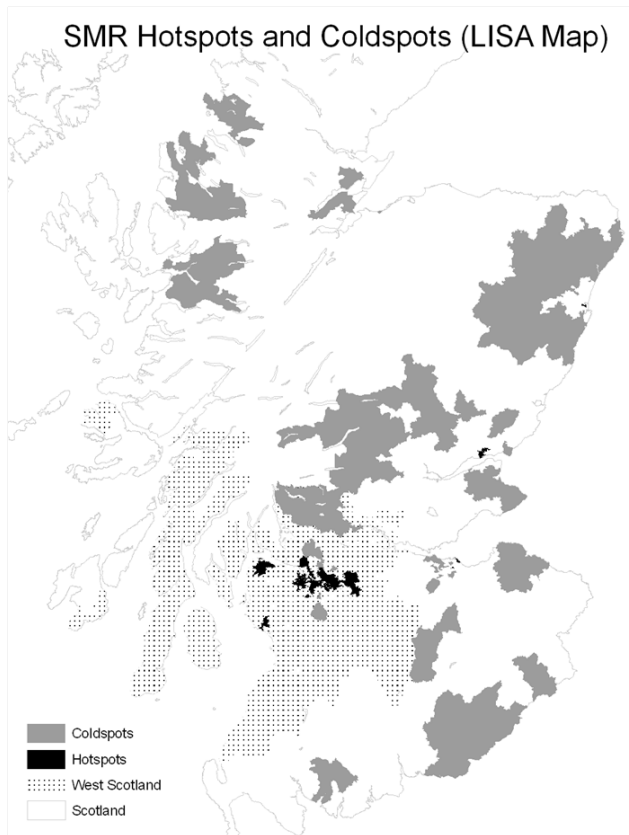 SMR Hotspots and Coldspots (LISA Map)
Coldspots
Hotspots
West Scotland
Scotland